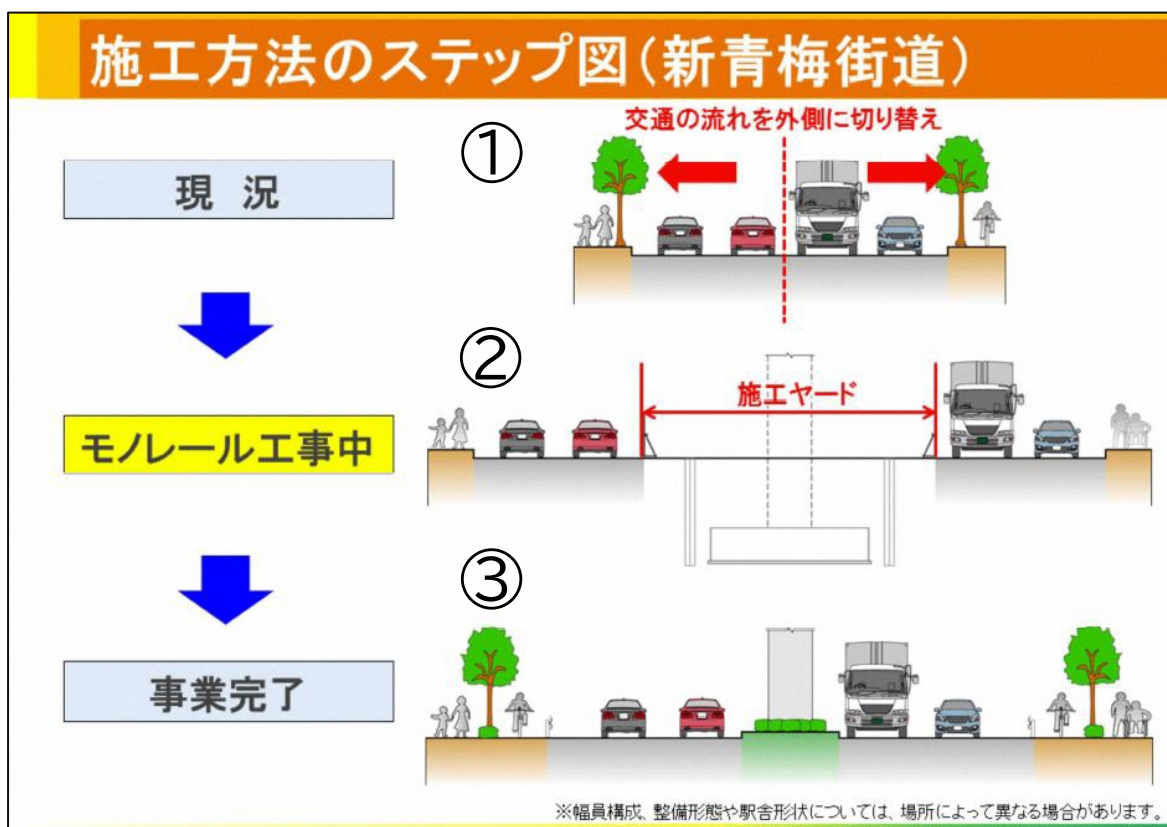 施工方法のステップ図(新青梅街道)
現 況
①
交通の流れを外側に切り替え
モノレール工事中
②
施工ヤード
事業完了
③
※幅員構成、整備形態や駅舎形状については、場所によって異なる場合があります。